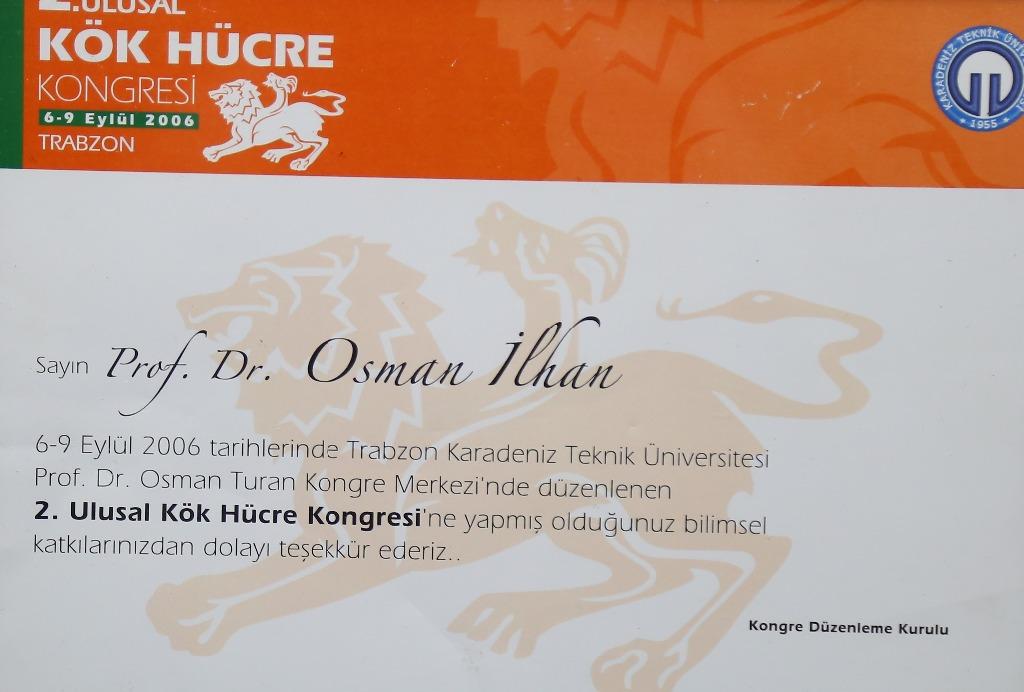 2.ULUSAL
KÖK HÜCRE
KONGRESİ
6-9 Eylül 2006
TRABZON
KARADENİZ TEKNİK
1955
Sayın Prof. Dr. Osman İlhan
6-9 Eylül 2006 tarihlerinde Trabzon Karadeniz Teknik Üniversitesi
Prof. Dr. Osman Turan Kongre Merkezi'nde düzenlenen
2. Ulusal Kök Hücre Kongresi'ne yapmış olduğunuz bilimsel
katkılarınızdan dolayı teşekkür ederiz..
Kongre Düzenleme Kurulu